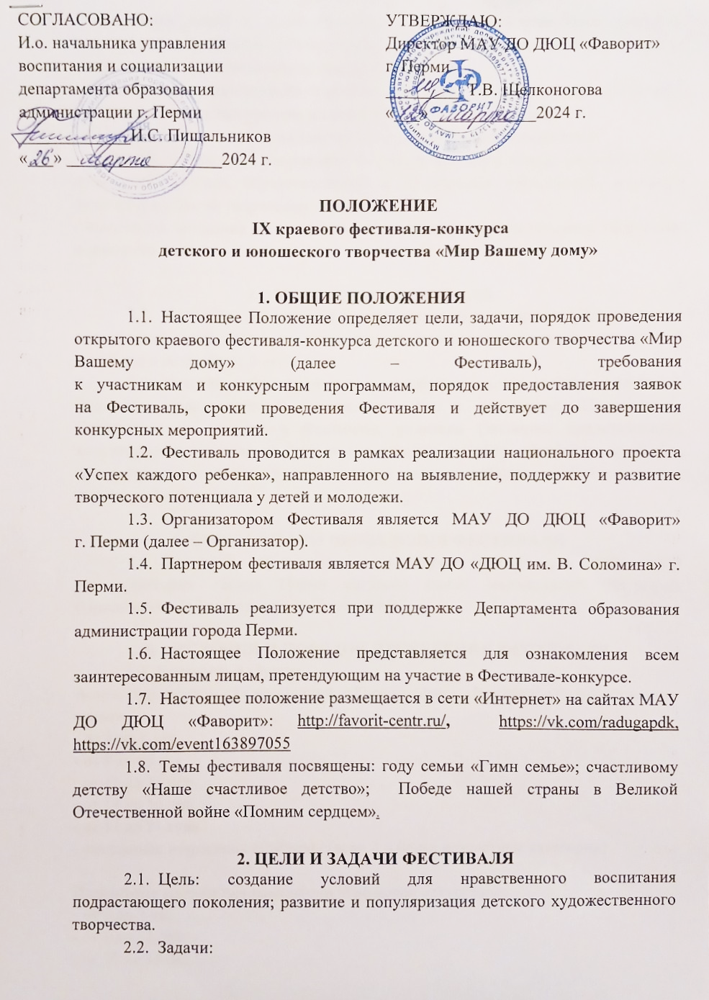 СОГЛАСОВАНО:
И.о. начальника управления
воспитания и социализации
департамента образования
администрации г. Перми
И.С. Пищальников
«26» марта 2024 г.
УТВЕРЖДАЮ:
Директор МАУ ДО ДЮЦ «Фаворит»
г. Перми
Г.В. Щелконогова
марта 2024 г.
ФАВОРИТ
ПОЛОЖЕНИЕ
IX краевого фестиваля-конкурса
детского и юношеского творчества «Мир Вашему дому»
1. ОБЩИЕ ПОЛОЖЕНИЯ
1.1. Настоящее Положение определяет цели, задачи, порядок проведения
открытого краевого фестиваля-конкурса детского и юношеского творчества «Мир
Вашему дому» (далее – Фестиваль), требования
к участникам и конкурсным программам, порядок предоставления заявок
на Фестиваль, сроки проведения Фестиваля и действует до завершения
конкурсных мероприятий.
1.2. Фестиваль проводится в рамках реализации национального проекта
«Успех каждого ребенка», направленного на выявление, поддержку и развитие
творческого потенциала у детей и молодежи.
1.3. Организатором Фестиваля является МАУ ДО ДЮЦ «Фаворит»
г. Перми (далее – Организатор).
1.4. Партнером фестиваля является МАУ ДО «ДЮЦ им. В. Соломина» г.
Перми.
1.5. Фестиваль реализуется при поддержке Департамента образования
администрации города Перми.
1.6. Настоящее Положение представляется для ознакомления всем
заинтересованным лицам, претендующим на участие в Фестивале-конкурсе.
1.7. Настоящее положение размещается в сети «Интернет» на сайтах МАУ
ДО ДЮЦ «Фаворит»: http://favorit-centr.ru/, https://vk.com/radugapdk,
https://vk.com/event163897055
1.8. Темы фестиваля посвящены: году семьи «Гимн семье»; счастливому
детству «Наше счастливое детство»; Победе нашей страны в Великой
Отечественной войне «Помним сердцем».
2. ЦЕЛИ И ЗАДАЧИ ФЕСТИВАЛЯ
2.1. Цель: создание условий для нравственного воспитания
подрастающего поколения; развитие и популяризация детского художественного
творчества.
2.2. Задачи: